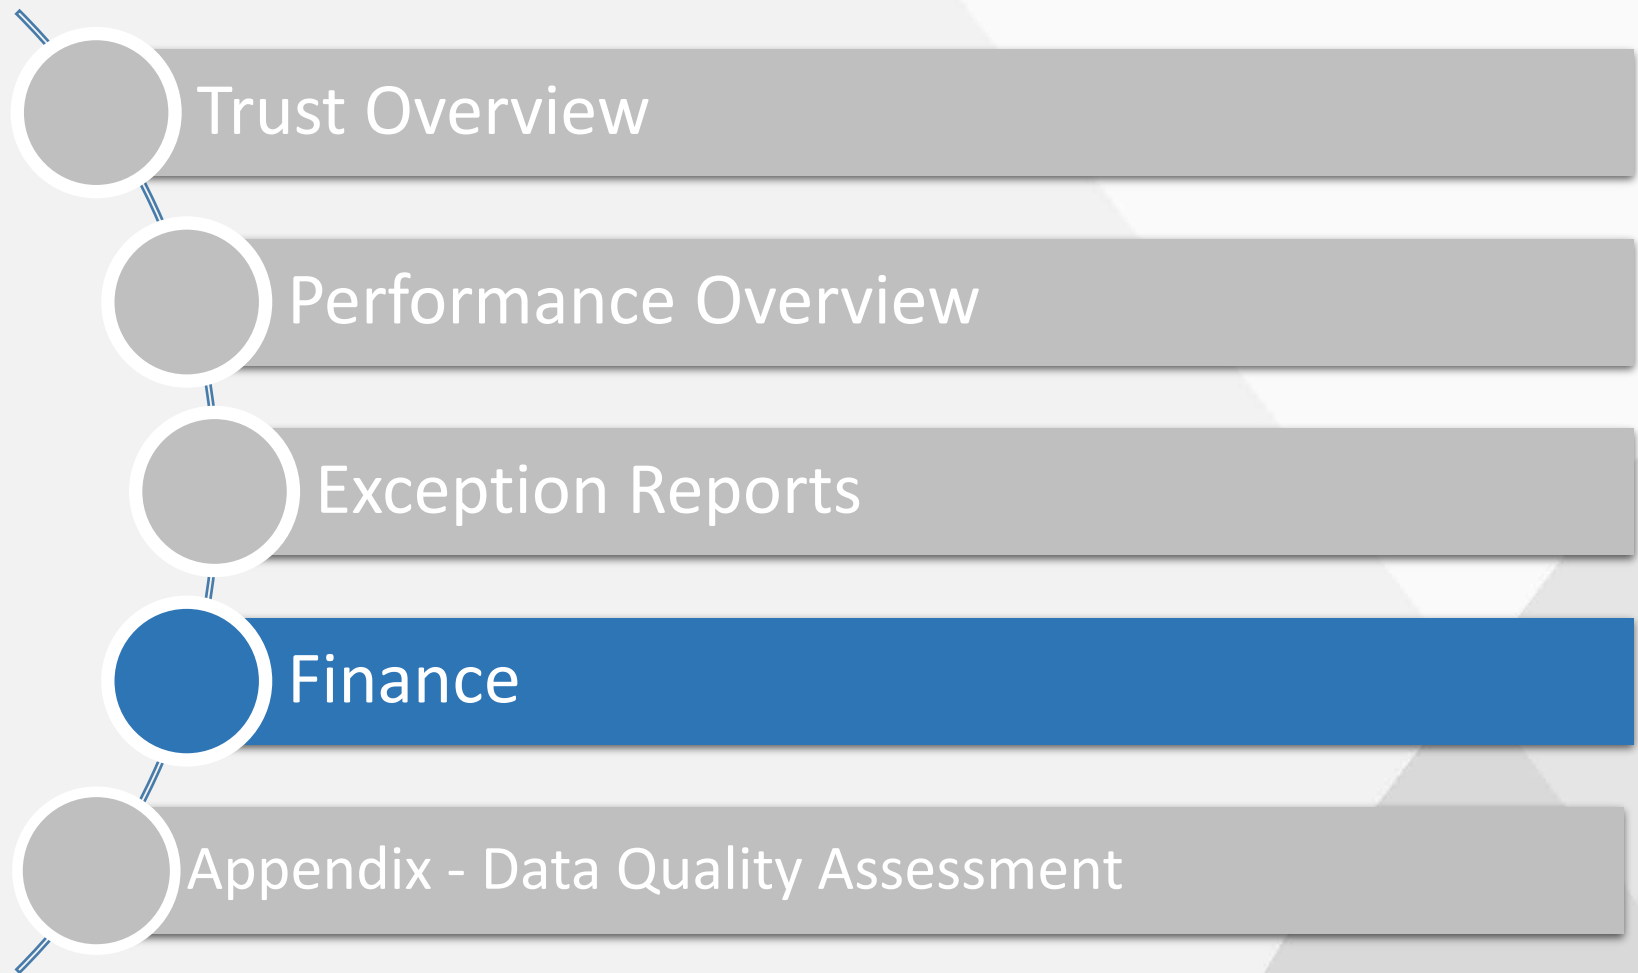 Trust Overview
Performance Overview
Exception Reports
Finance
Appendix - Data Quality Assessment